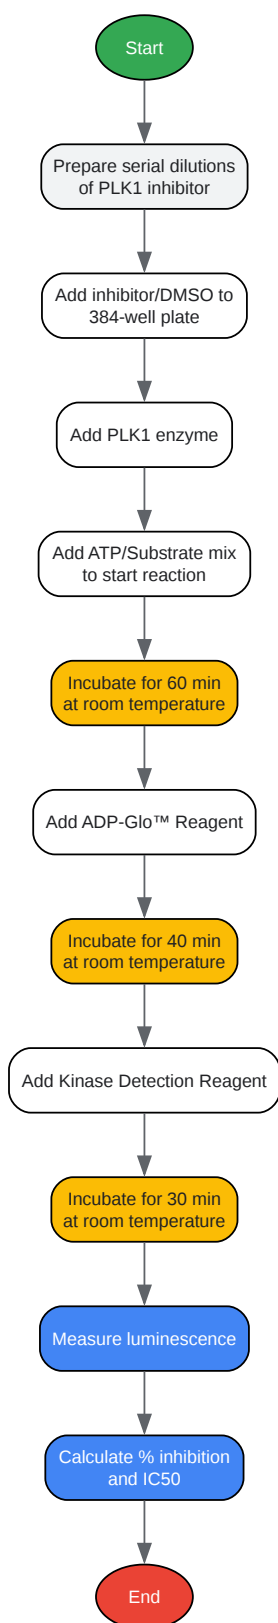 Start
Prepare serial dilutions
of PLK1 inhibitor
Add inhibitor/DMSO to
384-well plate
Add PLK1 enzyme
Add ATP/Substrate mix
to start reaction
Incubate for 60 min
at room temperature
Add ADP-Glo™ Reagent
Incubate for 40 min
at room temperature
Add Kinase Detection Reagent
Incubate for 30 min
at room temperature
Measure luminescence
Calculate % inhibition
and IC50
End